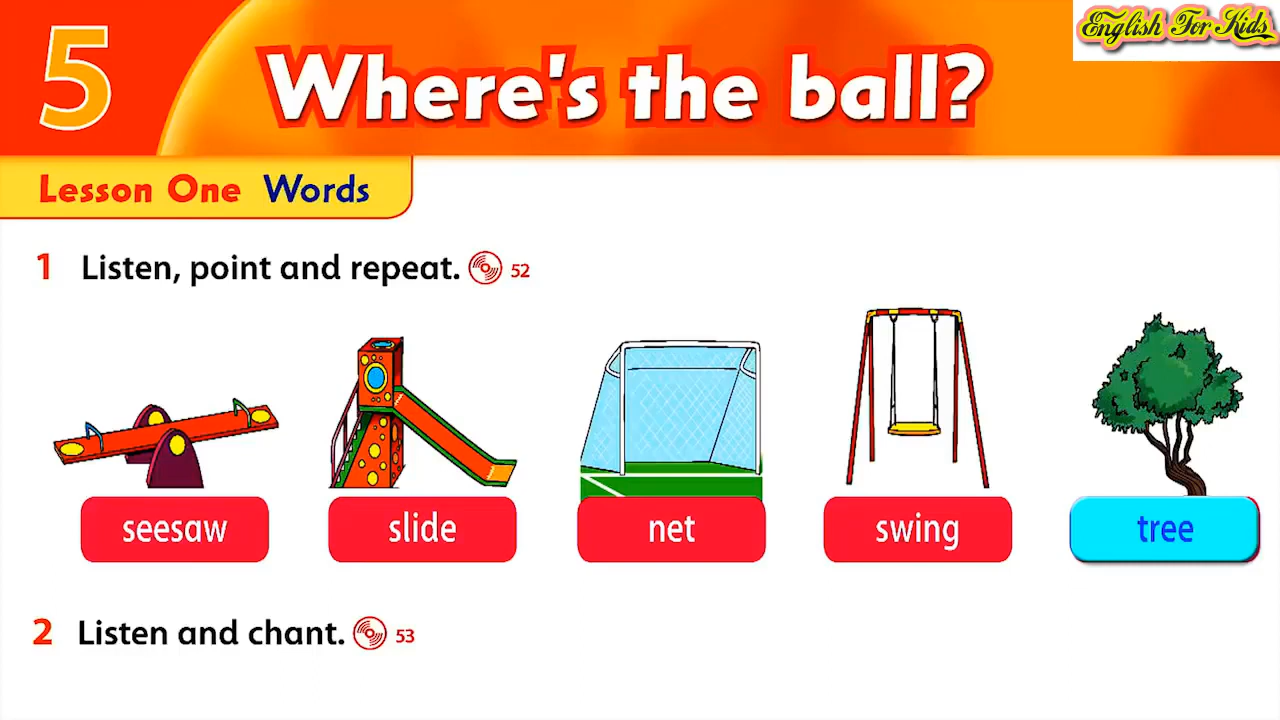 5
Where's the ball?
English For Kids
Lesson One Words
1 Listen, point and repeat. 52
seesaw
slide
net
swing
tree
2 Listen and chant. 53